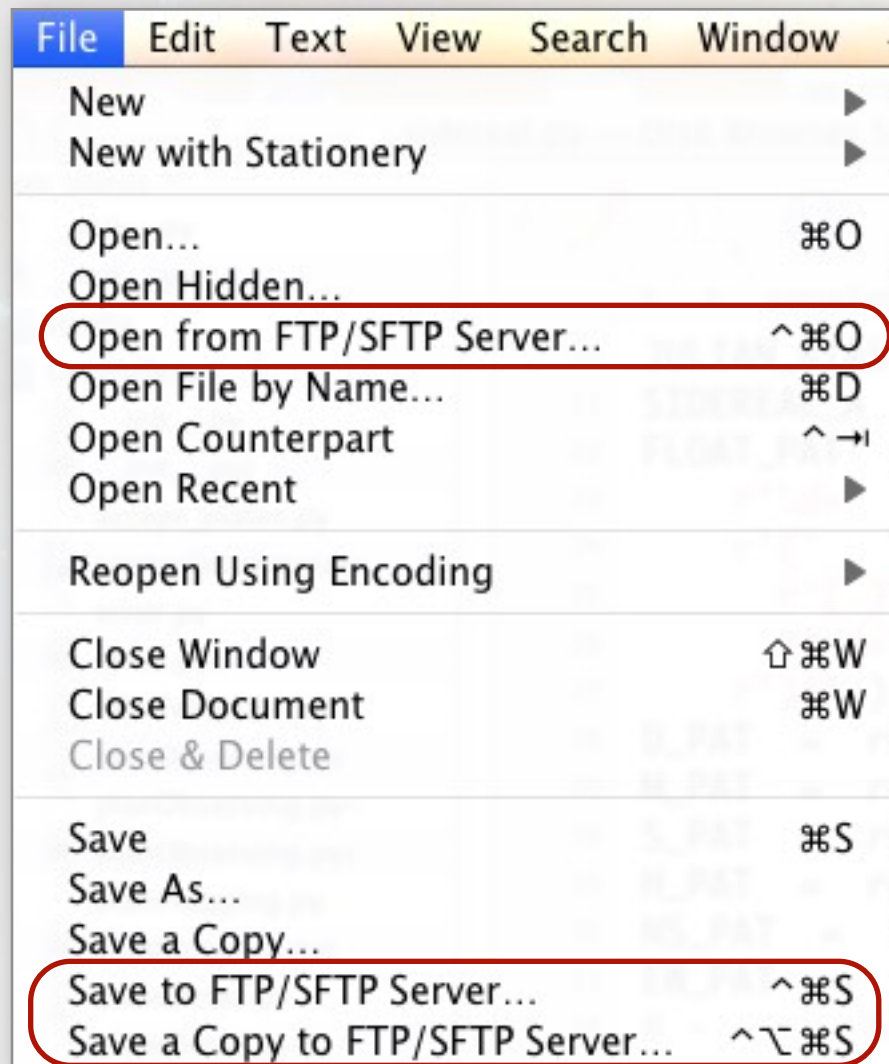 File Edit Text View Search Window
New ▶
New with Stationery ▶
Open... ⌘O
Open Hidden...
Open from FTP/SFTP Server... ^⌘O
Open File by Name... ⌘D
Open Counterpart ^⇥
Open Recent ▶
Reopen Using Encoding ▶
Close Window ⇧⌘W
Close Document ⌘W
Close & Delete
Save ⌘S
Save As...
Save a Copy...
Save to FTP/SFTP Server... ^⌘S
Save a Copy to FTP/SFTP Server... ^⌥⌘S